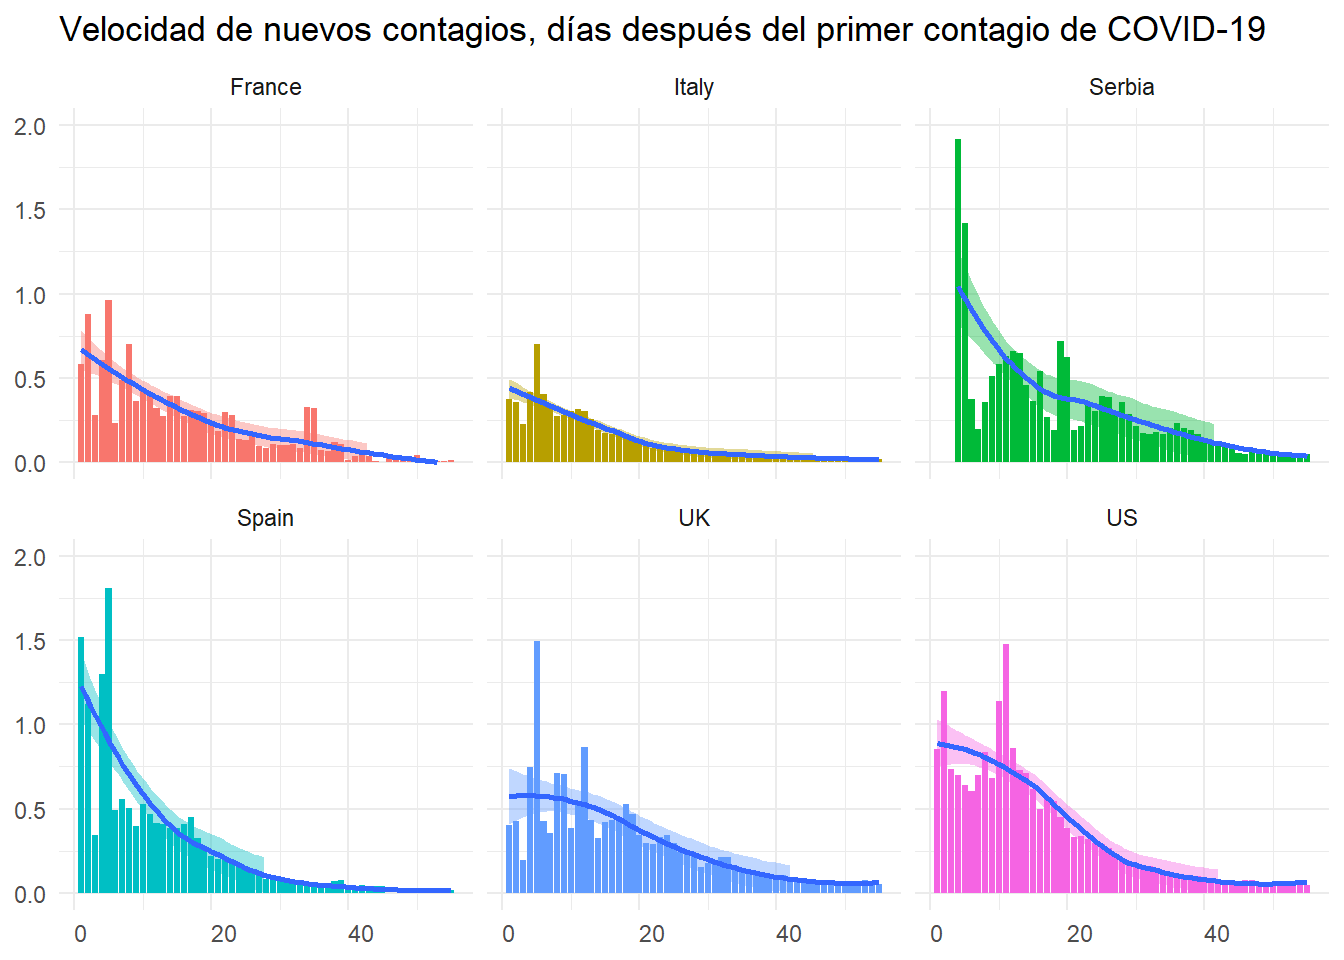 Velocidad de nuevos contagios, días después del primer contagio de COVID-19
France Italy Serbia
2.0
1.5
1.0
0.5
0.0
Spain UK US
2.0
1.5
1.0
0.5
0.0
0 20 40 0 20 40 0 20 40